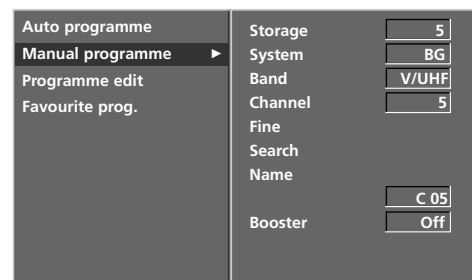 Auto programme
Manual programme ►
Programme edit
Favourite prog.
Storage 5
System BG
Band V/UHF
Channel 5
Fine
Search
Name
C 05
Booster Off